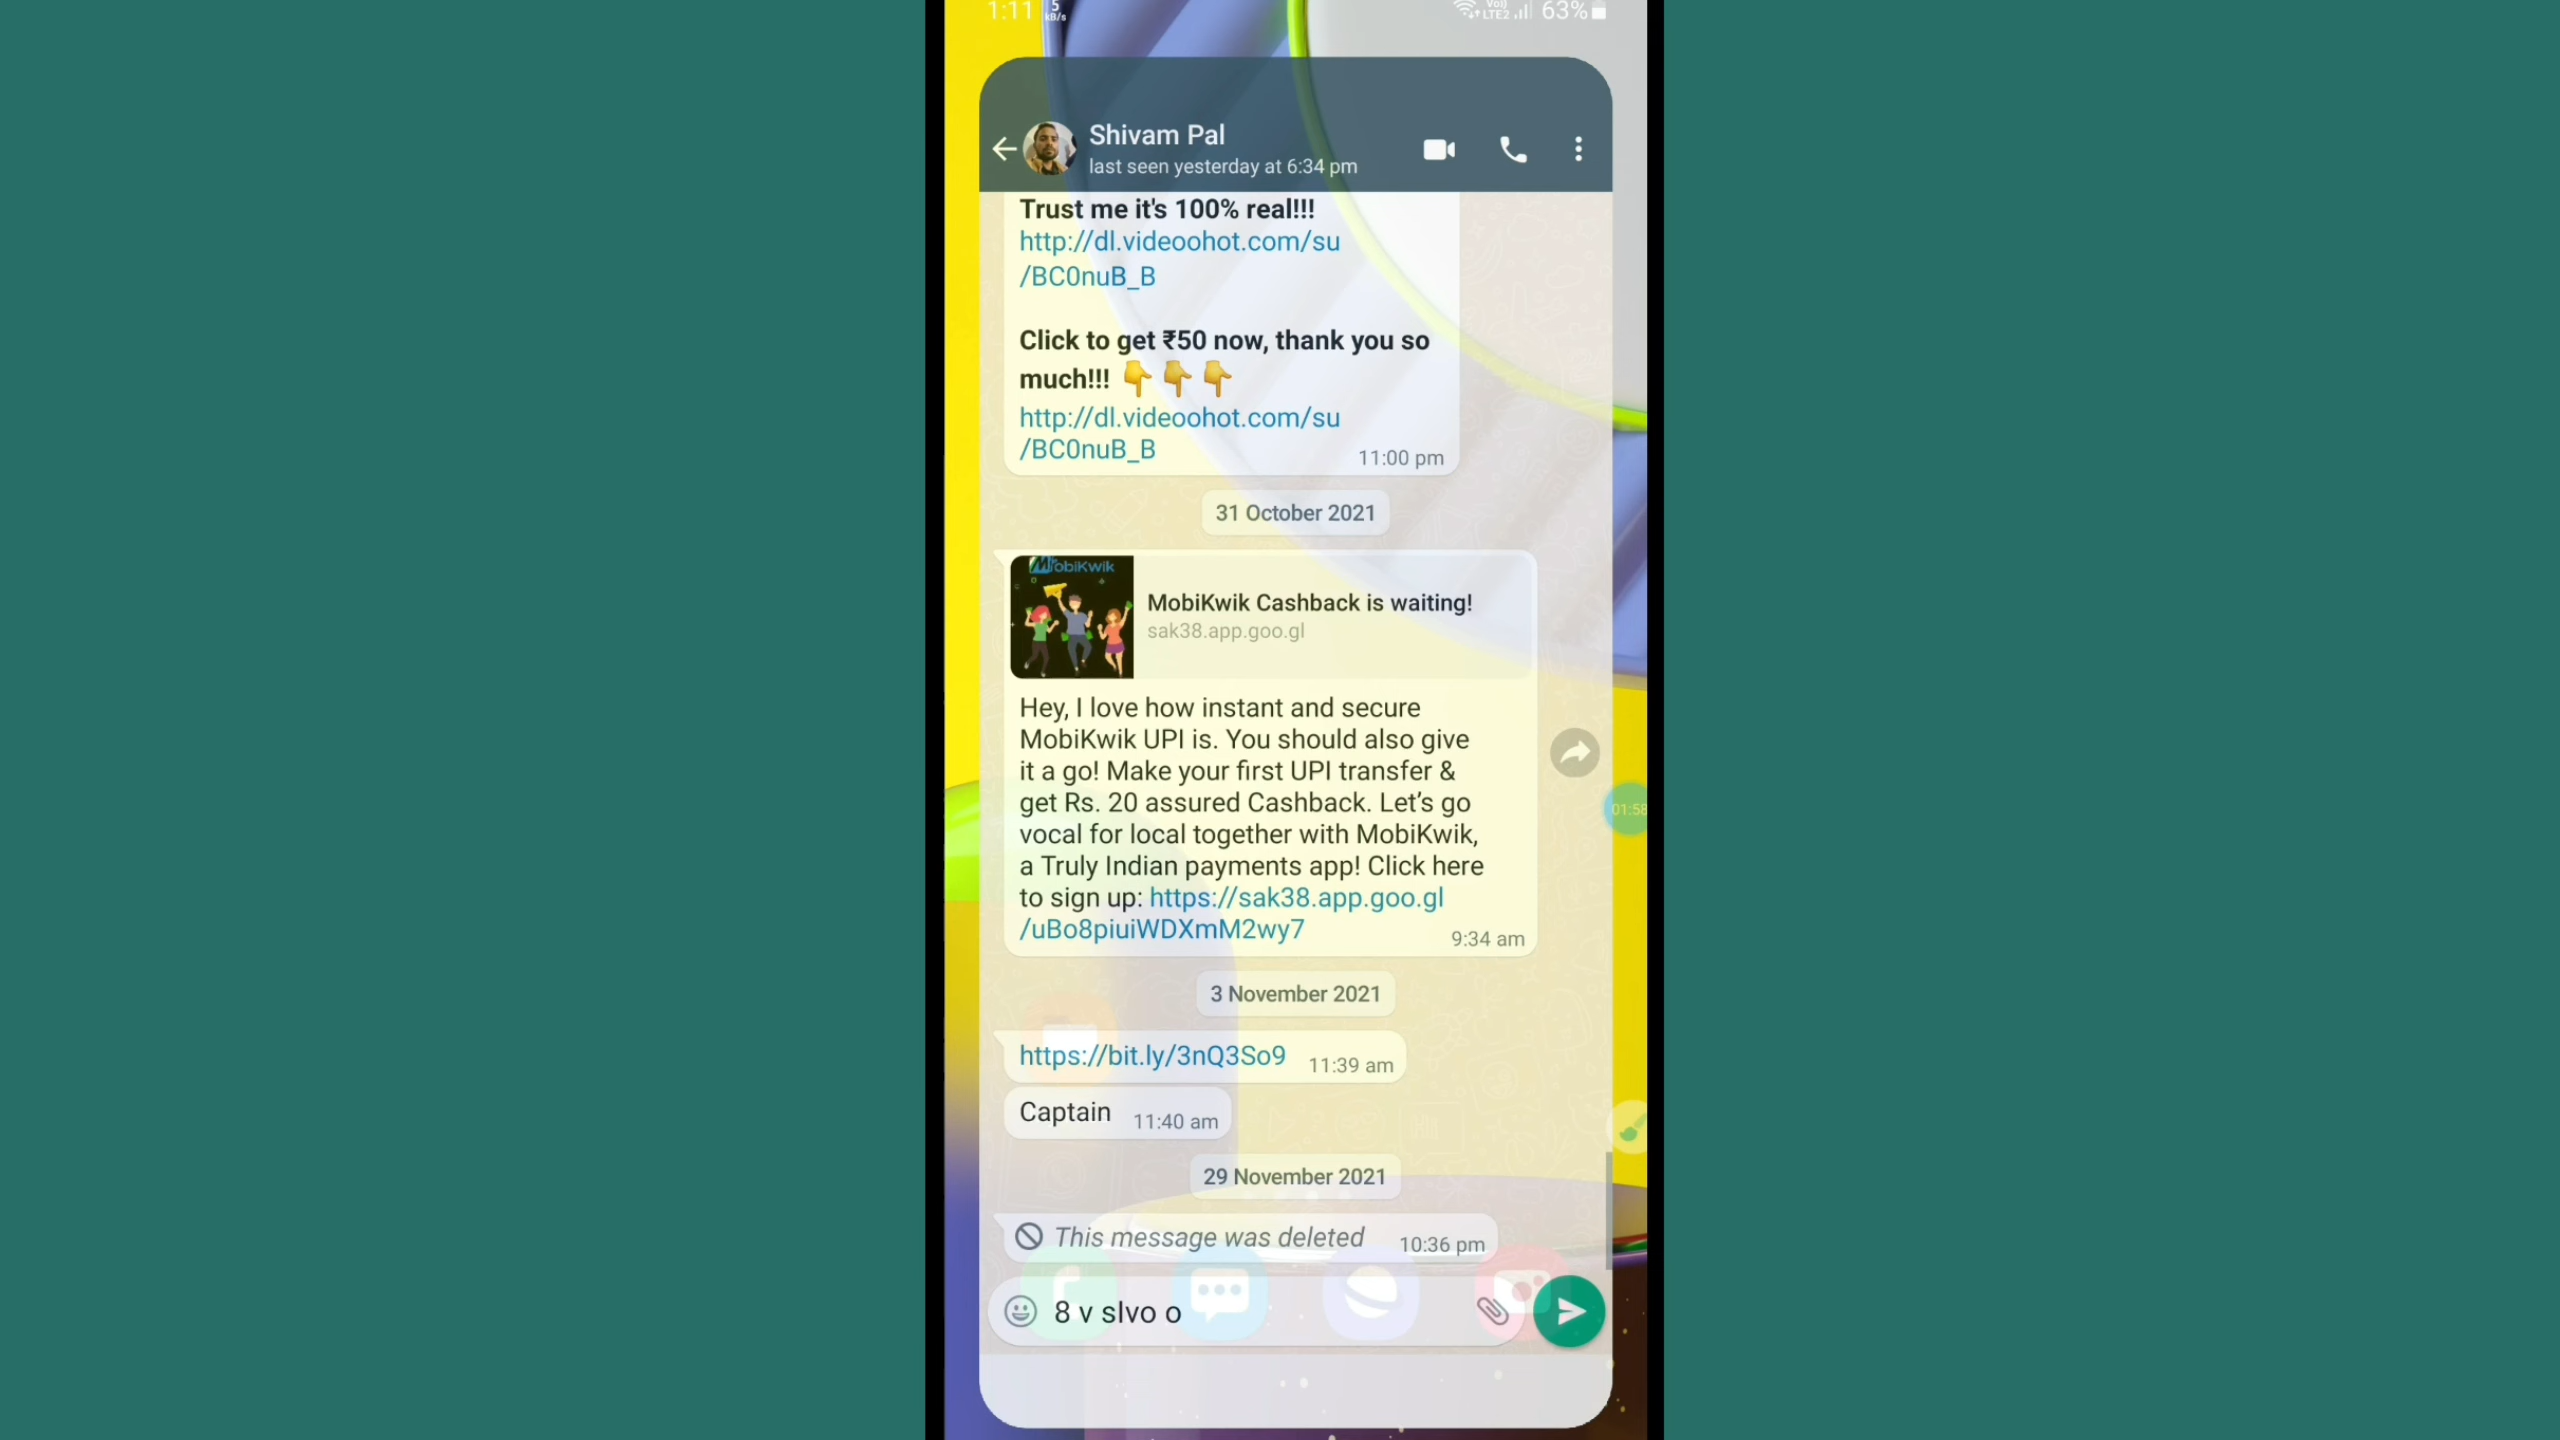 1:11 5 kB/s Vo) LTE2 63%
Shivam Pal
last seen yesterday at 6:34 pm
Trust me it's 100% real!!!
http://dl.videoohot.com/su
/BC0nuB_B
Click to get ₹50 now, thank you so
much!!! 👇👇👇
http://dl.videoohot.com/su
/BC0nuB_B
11:00 pm
31 October 2021
MobiKwik
MobiKwik Cashback is waiting!
sak38.app.goo.gl
Hey, I love how instant and secure
MobiKwik UPI is. You should also give
it a go! Make your first UPI transfer &
get Rs. 20 assured Cashback. Let’s go
vocal for local together with MobiKwik,
a Truly Indian payments app! Click here
to sign up: https://sak38.app.goo.gl
/uBo8piuiWDXmM2wy7
9:34 am
01:58
3 November 2021
https://bit.ly/3nQ3So9 11:39 am
Captain 11:40 am
29 November 2021
This message was deleted 10:36 pm
8 v slvo o